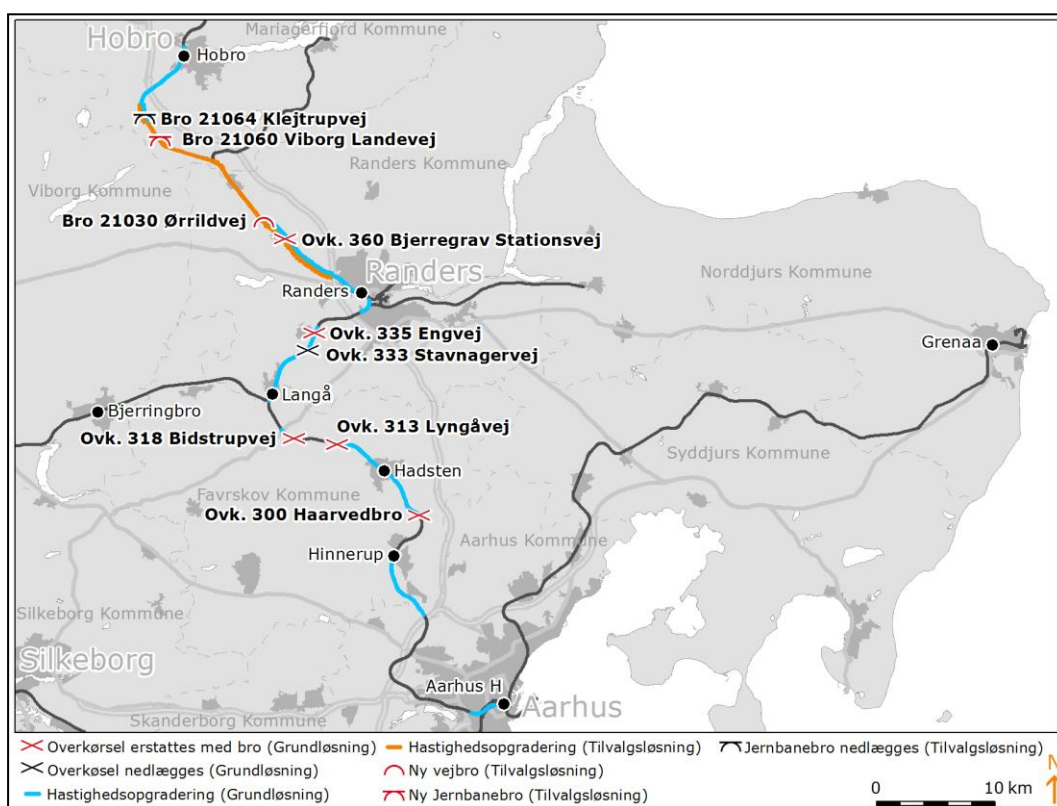 Mariagerfjord Kommune
Hobro
Hobro
Bro 21064 Klejtrupvej
Bro 21060 Viborg Landevej
Randers Kommune
Viborg Kommune
Bro 21030 Ørrildvej
Ovk. 360 Bjerregrav Stationsvej
Randers
Norddjurs Kommune
Randers
Ovk. 335 Engvej
Grenaa
Ovk. 333 Stavnagervej
Langå
Bjerringbro
Ovk. 313 Lyngåvej
Ovk. 318 Bidstrupvej
Syddjurs Kommune
Hadsten
Favrskov Kommune
Ovk. 300 Haarvedbro
Aarhus Kommune
Hinnerup
Silkeborg Kommune
Silkeborg
Aarhus H
Aarhus
Skanderborg Kommune
Overkørsel erstattes med bro (Grundløsning)
Overkøsel nedlægges (Grundløsning)
Hastighedsopgradering (Grundløsning)
Hastighedsopgradering (Tilvalgsløsning)
Ny vejbro (Tilvalgsløsning)
Ny Jernbanebro (Tilvalgsløsning)
Jernbanebro nedlægges (Tilvalgsløsning)
0 10 km
N